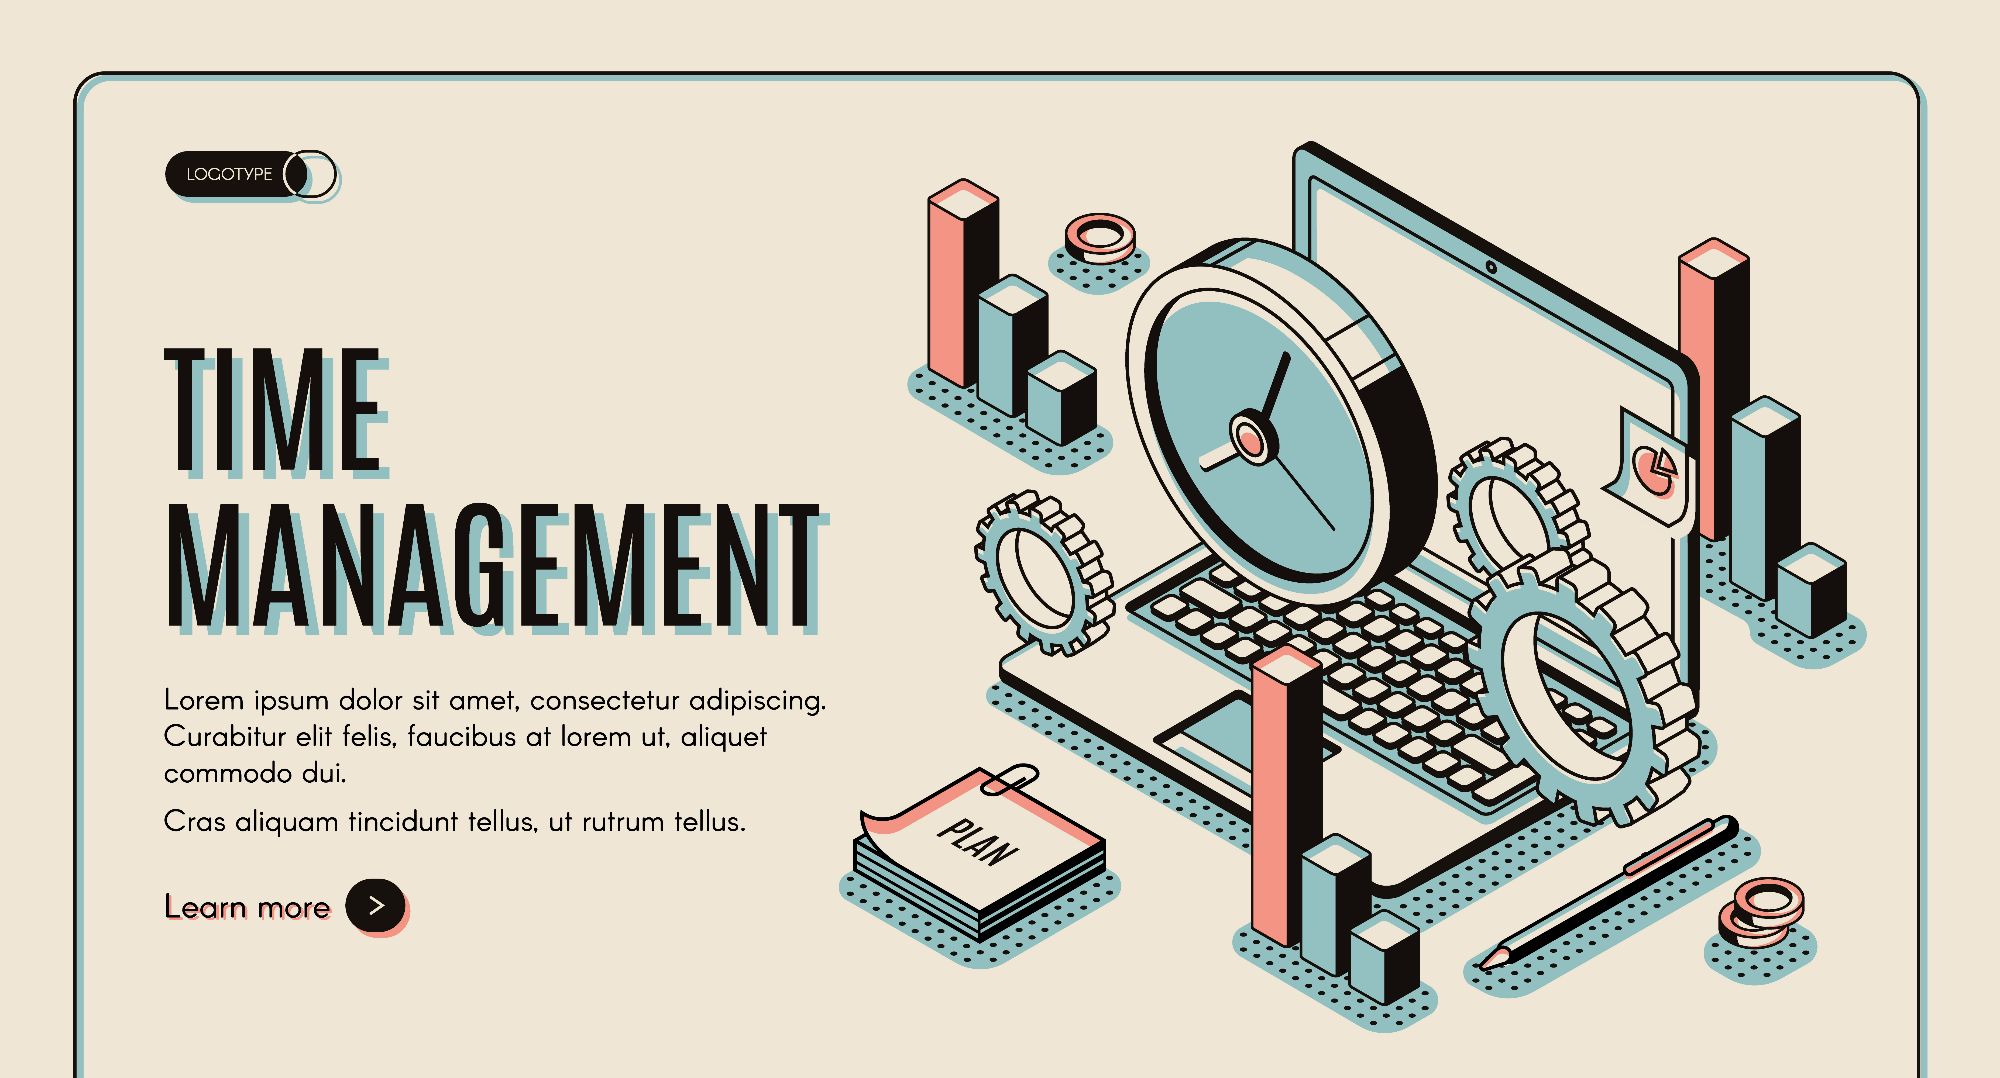 LOGOTYPE
TIME
MANAGEMENT
Lorem ipsum dolor sit amet, consectetur adipiscing.
Curabitur elit felis, faucibus at lorem ut, aliquet
commodo dui.
Cras aliquam tincidunt tellus, ut rutrum tellus.
Learn more >
PLAN